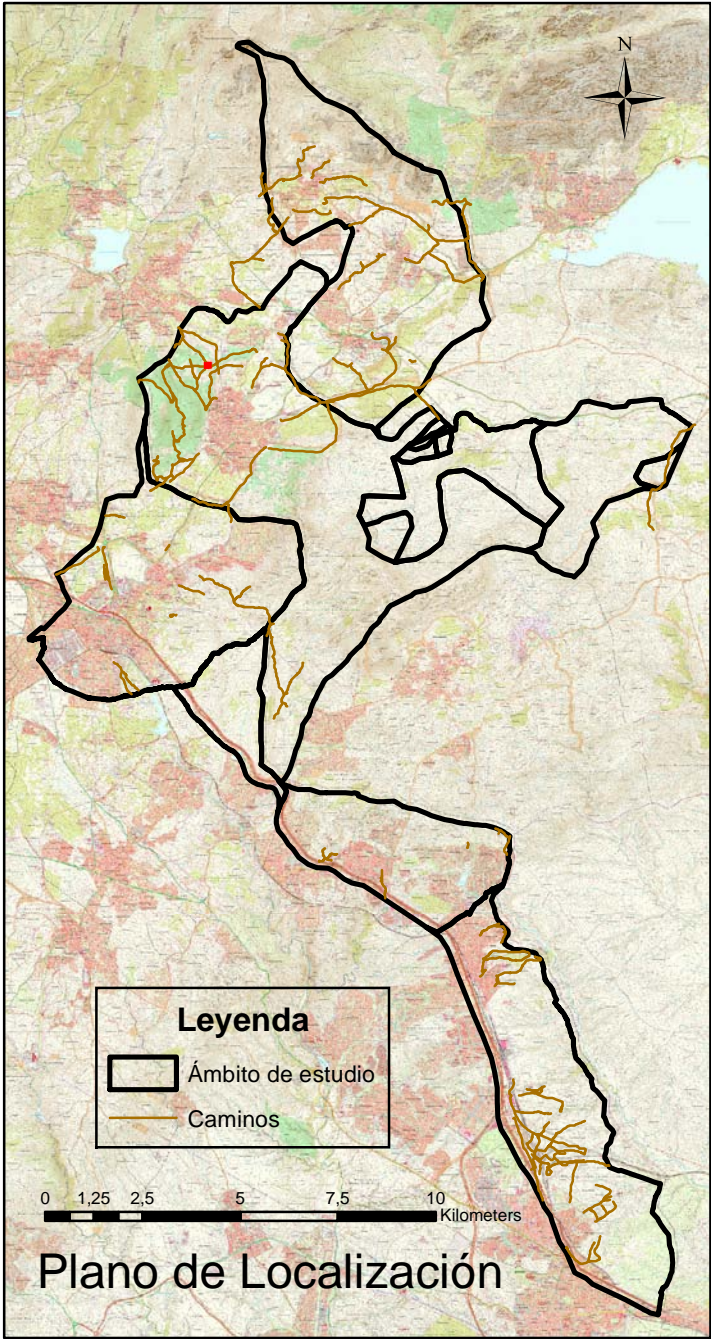 N
Leyenda
Ámbito de estudio
Caminos
0 1,25 2,5 5 7,5 10
Kilometers
Plano de Localización